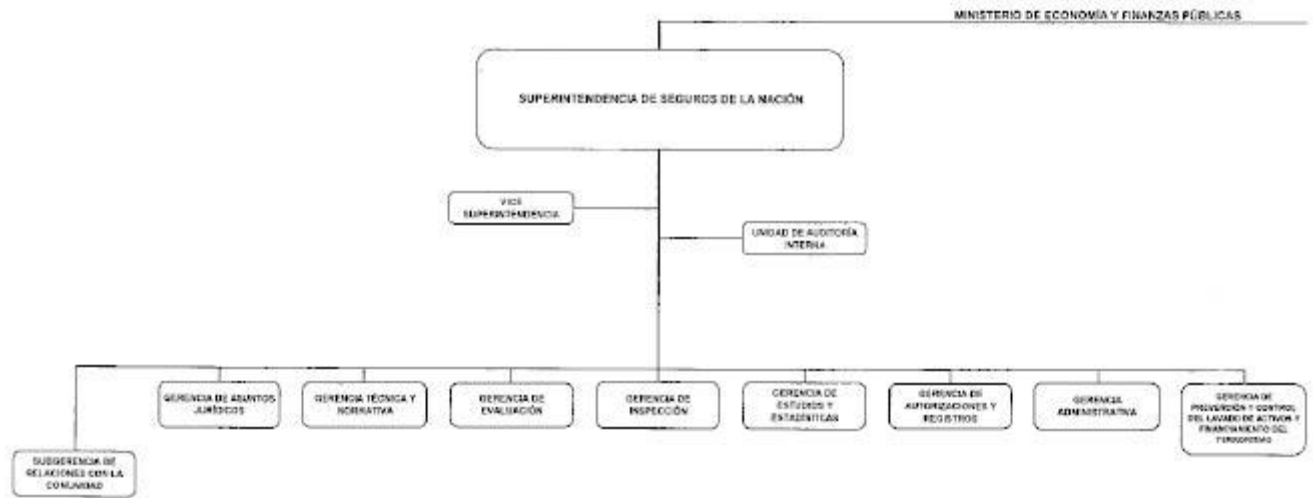 MINISTERIO DE ECONOMÍA Y FINANZAS PÚBLICAS
SUPERINTENDENCIA DE SEGUROS DE LA NACIÓN
VICE
SUPERINTENDENCIA
UNIDAD DE AUDITORÍA
INTERNA
GERENCIA DE ASUNTOS
JURÍDICOS
GERENCIA TÉCNICA Y
NORMATIVA
GERENCIA DE
EVALUACIÓN
GERENCIA DE
INSPECCIÓN
GERENCIA DE
ESTUDIOS Y
ESTADÍSTICAS
GERENCIA DE
AUTORIZACIONES Y
REGISTROS
GERENCIA
ADMINISTRATIVA
GERENCIA DE
PREVENCIÓN Y CONTROL
DEL LAVADO DE ACTIVOS Y
FINANCIAMIENTO DEL
TERRORISMO
SUBGERENCIA DE
RELACIONES CON LA
COMUNIDAD